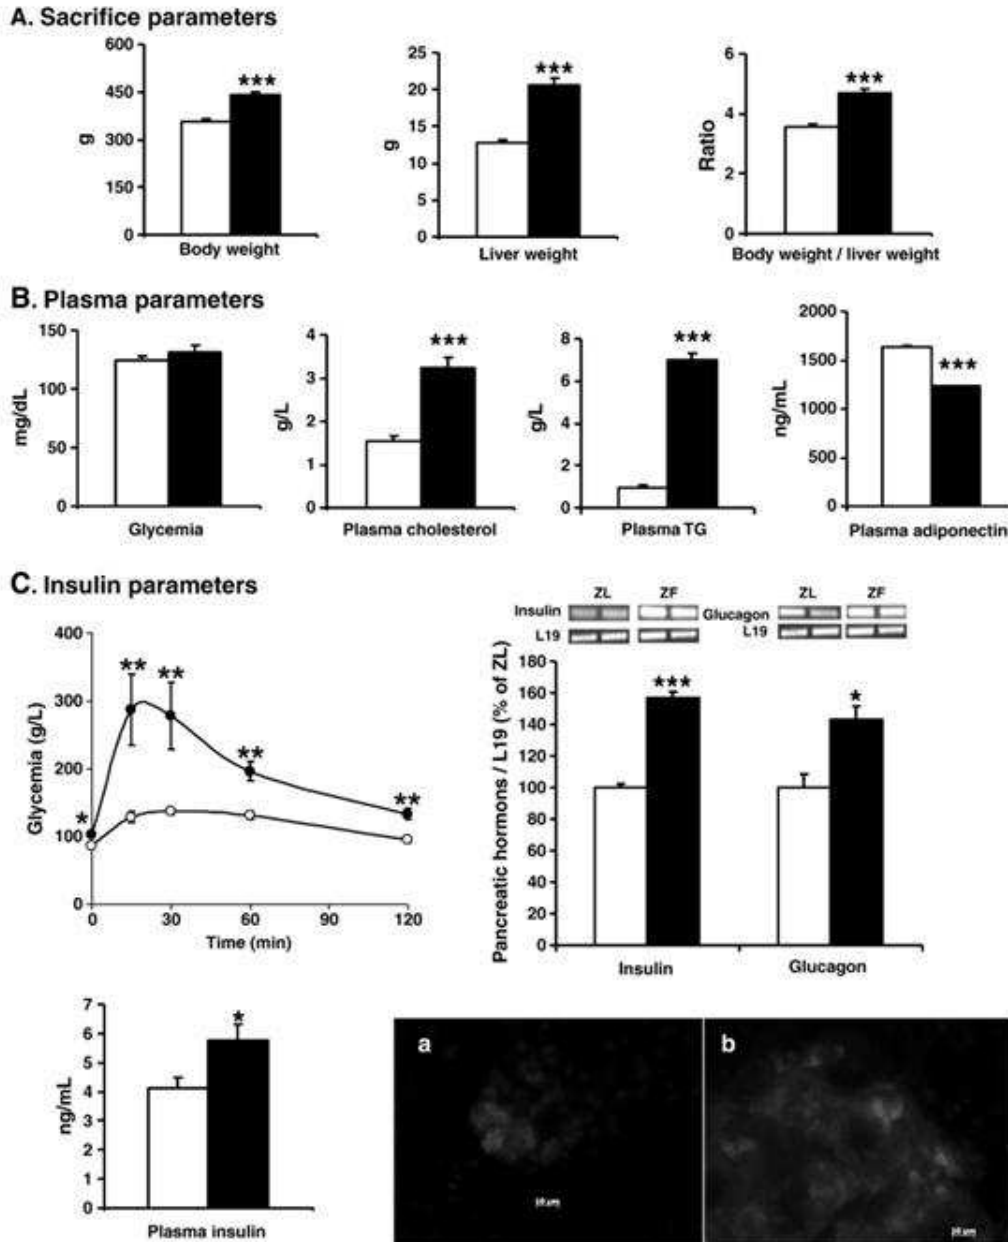 A. Sacrifice parameters
600
450
300
150
0
g
***
Body weight
25
20
15
10
5
0
g
***
Liver weight
6
4
2
0
Ratio
***
Body weight / liver weight
B. Plasma parameters
150
100
50
0
mg/dL
Glycemia
4
3
2
1
0
g/L
***
Plasma cholesterol
8
6
4
2
0
g/L
***
Plasma TG
2000
1500
1000
500
0
ng/mL
***
Plasma adiponectin
C. Insulin parameters
400
300
200
100
0
Glycemia (g/L)
*
**
**
**
**
0 30 60 90 120
Time (min)
ZL ZF
Insulin
L19
ZL ZF
Glucagon
L19
180
160
140
120
100
80
60
40
20
0
Pancreatic hormons / L19 (% of ZL)
***
*
Insulin Glucagon
7
6
5
4
3
2
1
0
ng/mL
*
Plasma insulin
a
10 µm
b
10 µm